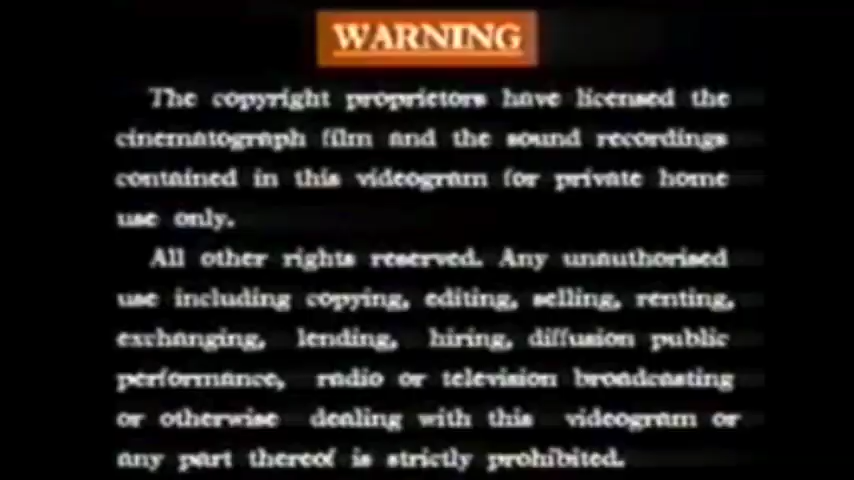 WARNING
The copyright proprietors have licensed the
cinematograph film and the sound recordings
contained in this videogram for private home
use only.
All other rights reserved. Any unauthorised
use including copying, editing, selling, renting,
exchanging, lending, hiring, diffusion public
performance, radio or television broadcasting
or otherwise dealing with this videogram or
any part thereof is strictly prohibited.